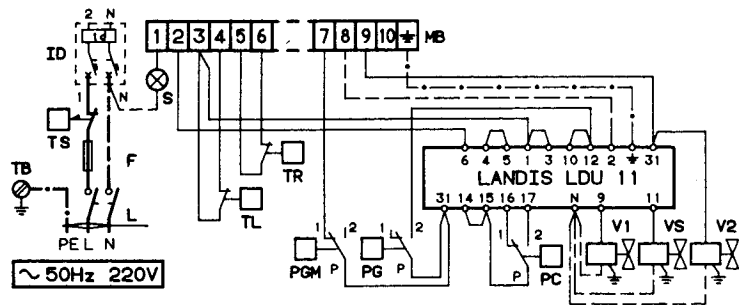 2 N
1 2 3 4 5 6 7 8 9 10 MB
ID Id
1 N S
TS
6 4 5 1 3 10 12 2 31
TB F TR
LANDIS LDU 11
L TL
31 14 15 16 17 N 9 11
PE L N
1 2 1 2 1 2 V1 VS V2
PGM P PG P P PC
~ 50Hz 220V